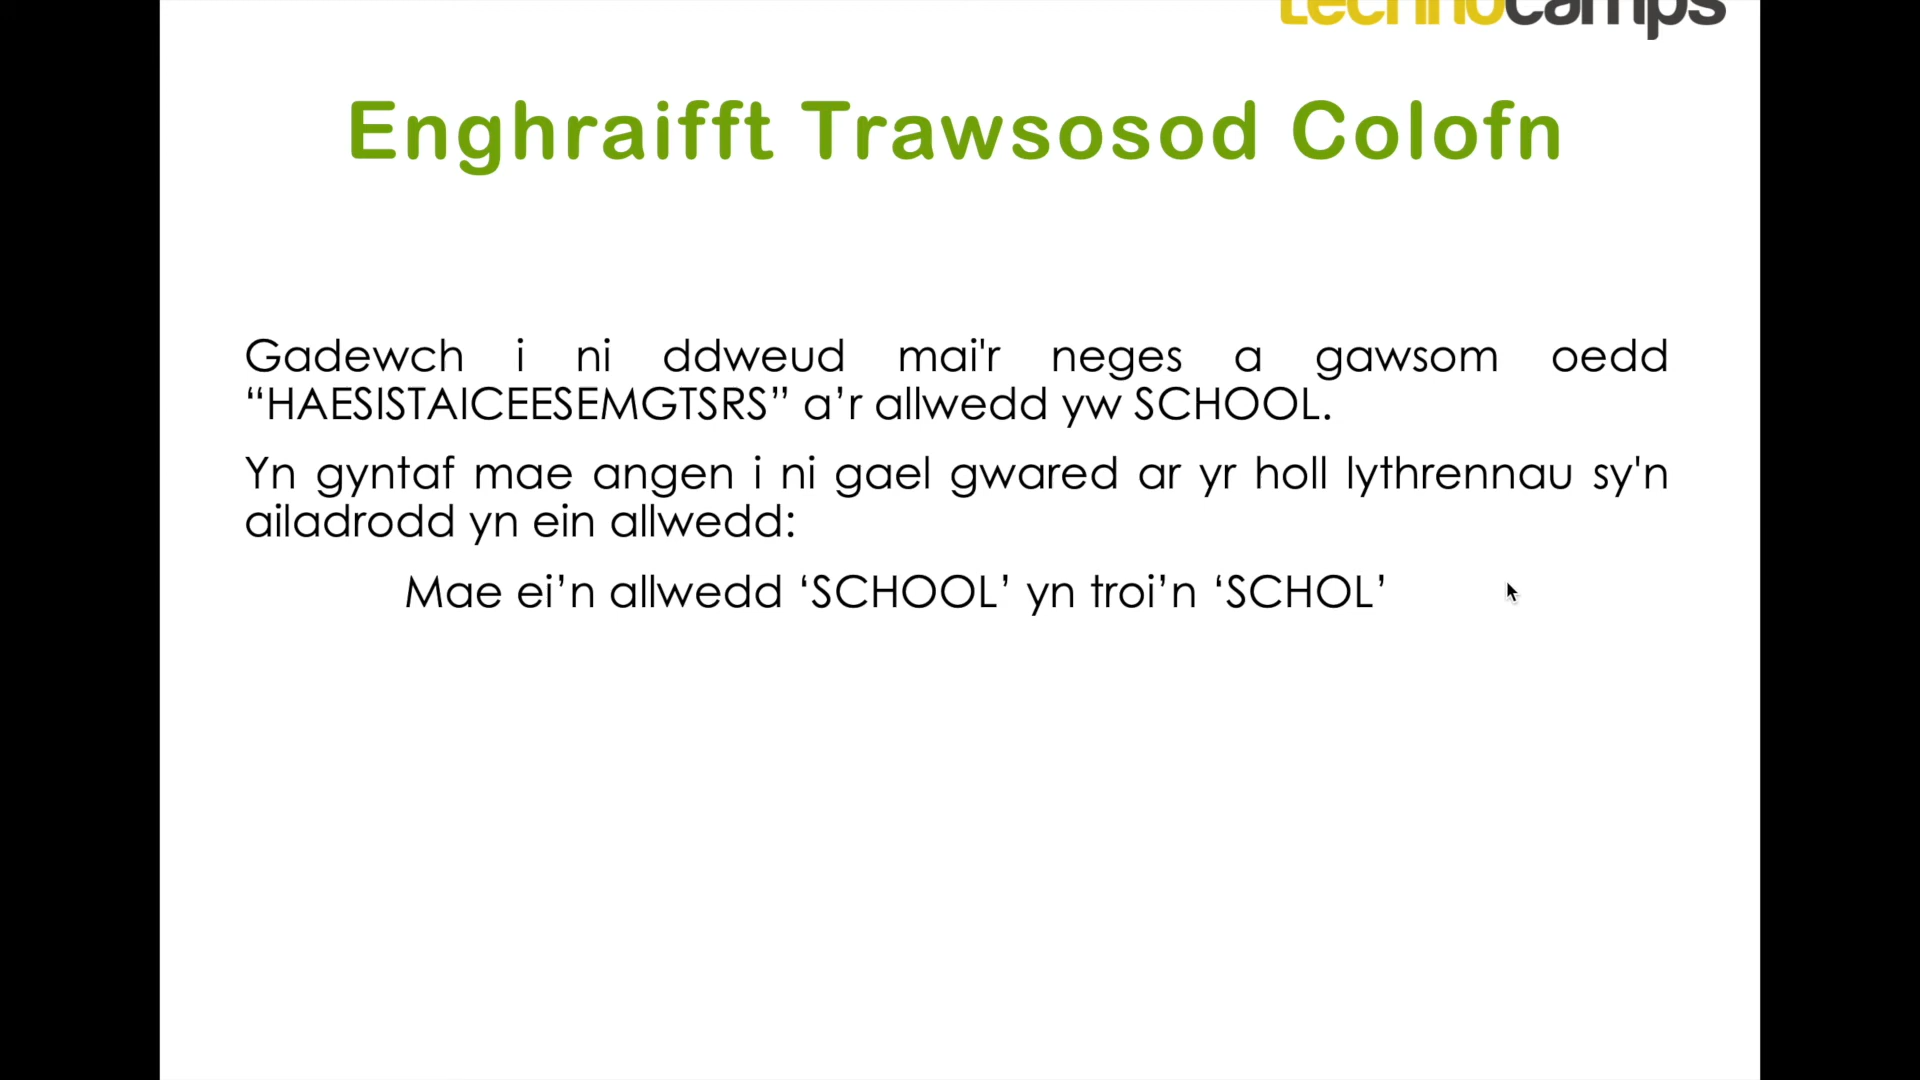 technocamps
Enghraifft Trawsosod Colofn
Gadewch i ni ddweud mai'r neges a gawsom oedd
“HAESISTAICEESEMGTSRS” a’r allwedd yw SCHOOL.
Yn gyntaf mae angen i ni gael gwared ar yr holl lythrennau sy'n
ailadrodd yn ein allwedd:
Mae ei’n allwedd ‘SCHOOL’ yn troi’n ‘SCHOL’